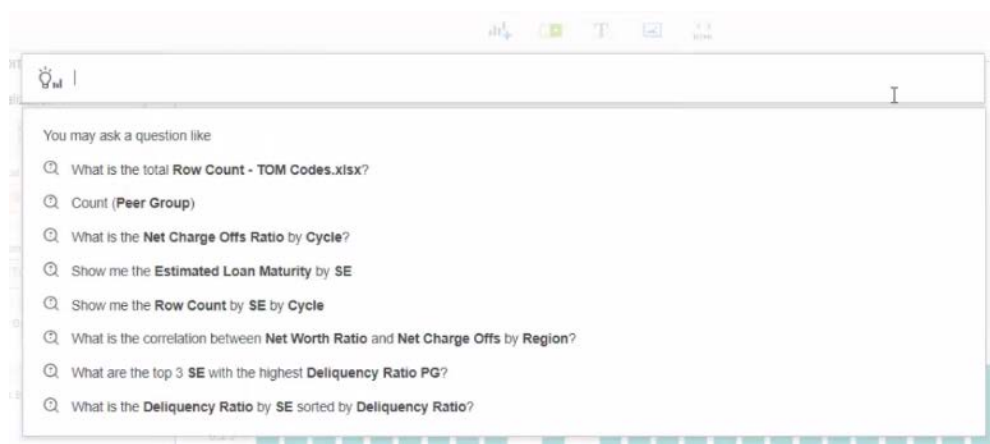 T
HTML
You may ask a question like
What is the total Row Count - TOM Codes.xlsx?
Count (Peer Group)
What is the Net Charge Offs Ratio by Cycle?
Show me the Estimated Loan Maturity by SE
Show me the Row Count by SE by Cycle
What is the correlation between Net Worth Ratio and Net Charge Offs by Region?
What are the top 3 SE with the highest Deliquency Ratio PG?
What is the Deliquency Ratio by SE sorted by Deliquency Ratio?